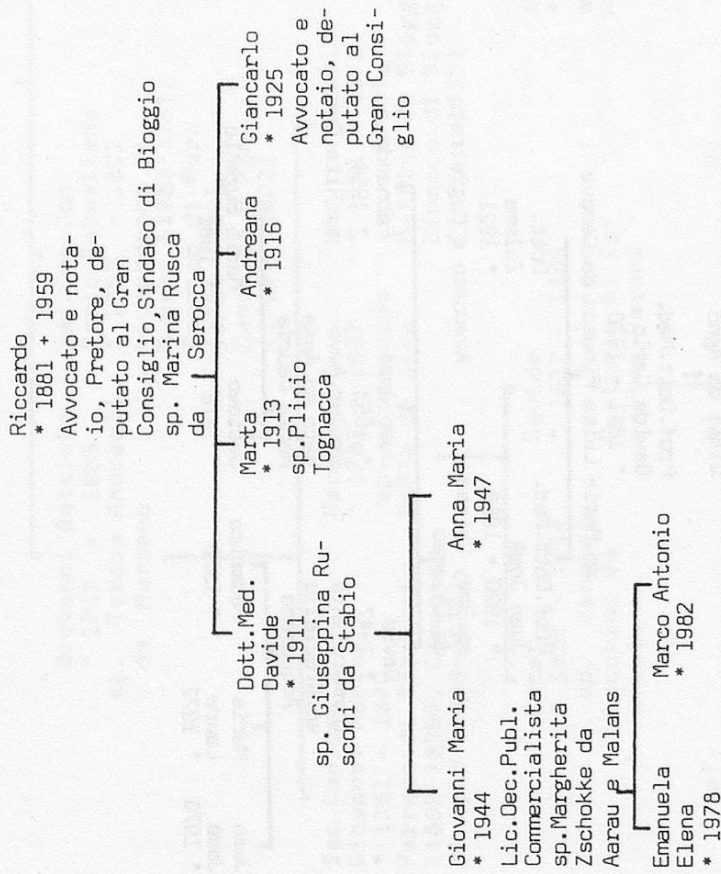 Riccardo
* 1881 + 1959
Avvocato e nota-
io, Pretore, de-
putato al Gran
Consiglio,Sindaco di Bioggio
sp. Marina Rusca
da Serocca
Dott.Med.
Davide
* 1911
sp. Giuseppina Ru-
sconi da Stabio
Marta
* 1913
sp.Plinio
Tognacca
Andreana
* 1916
Giancarlo
* 1925
Avvocato e
notaio, de-
putato al
Gran Consi-
glio
Giovanni Maria
* 1944
Lic.Oec.Publ.
Commercialista
sp.Margherita
Zschokke da
Aarau e Malans
Anna Maria
* 1947
Emanuela
Elena
* 1978
Marco Antonio
* 1982